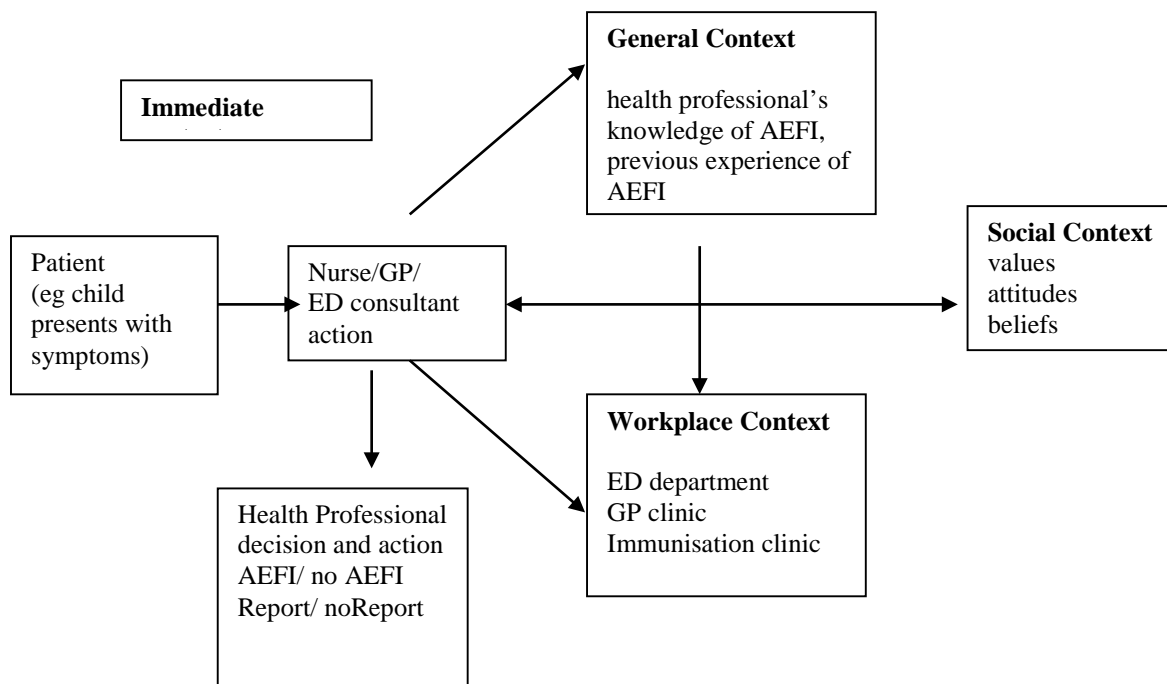 General Context
health professional's
knowledge of AEFI,
previous experience of
AEFI
Immediate
Social Context
values
attitudes
beliefs
Patient
(eg child
presents with
symptoms)
Nurse/GP/
ED consultant
action
Workplace Context
ED department
GP clinic
Immunisation clinic
Health Professional
decision and action
AEFI/ no AEFI
Report/ noReport